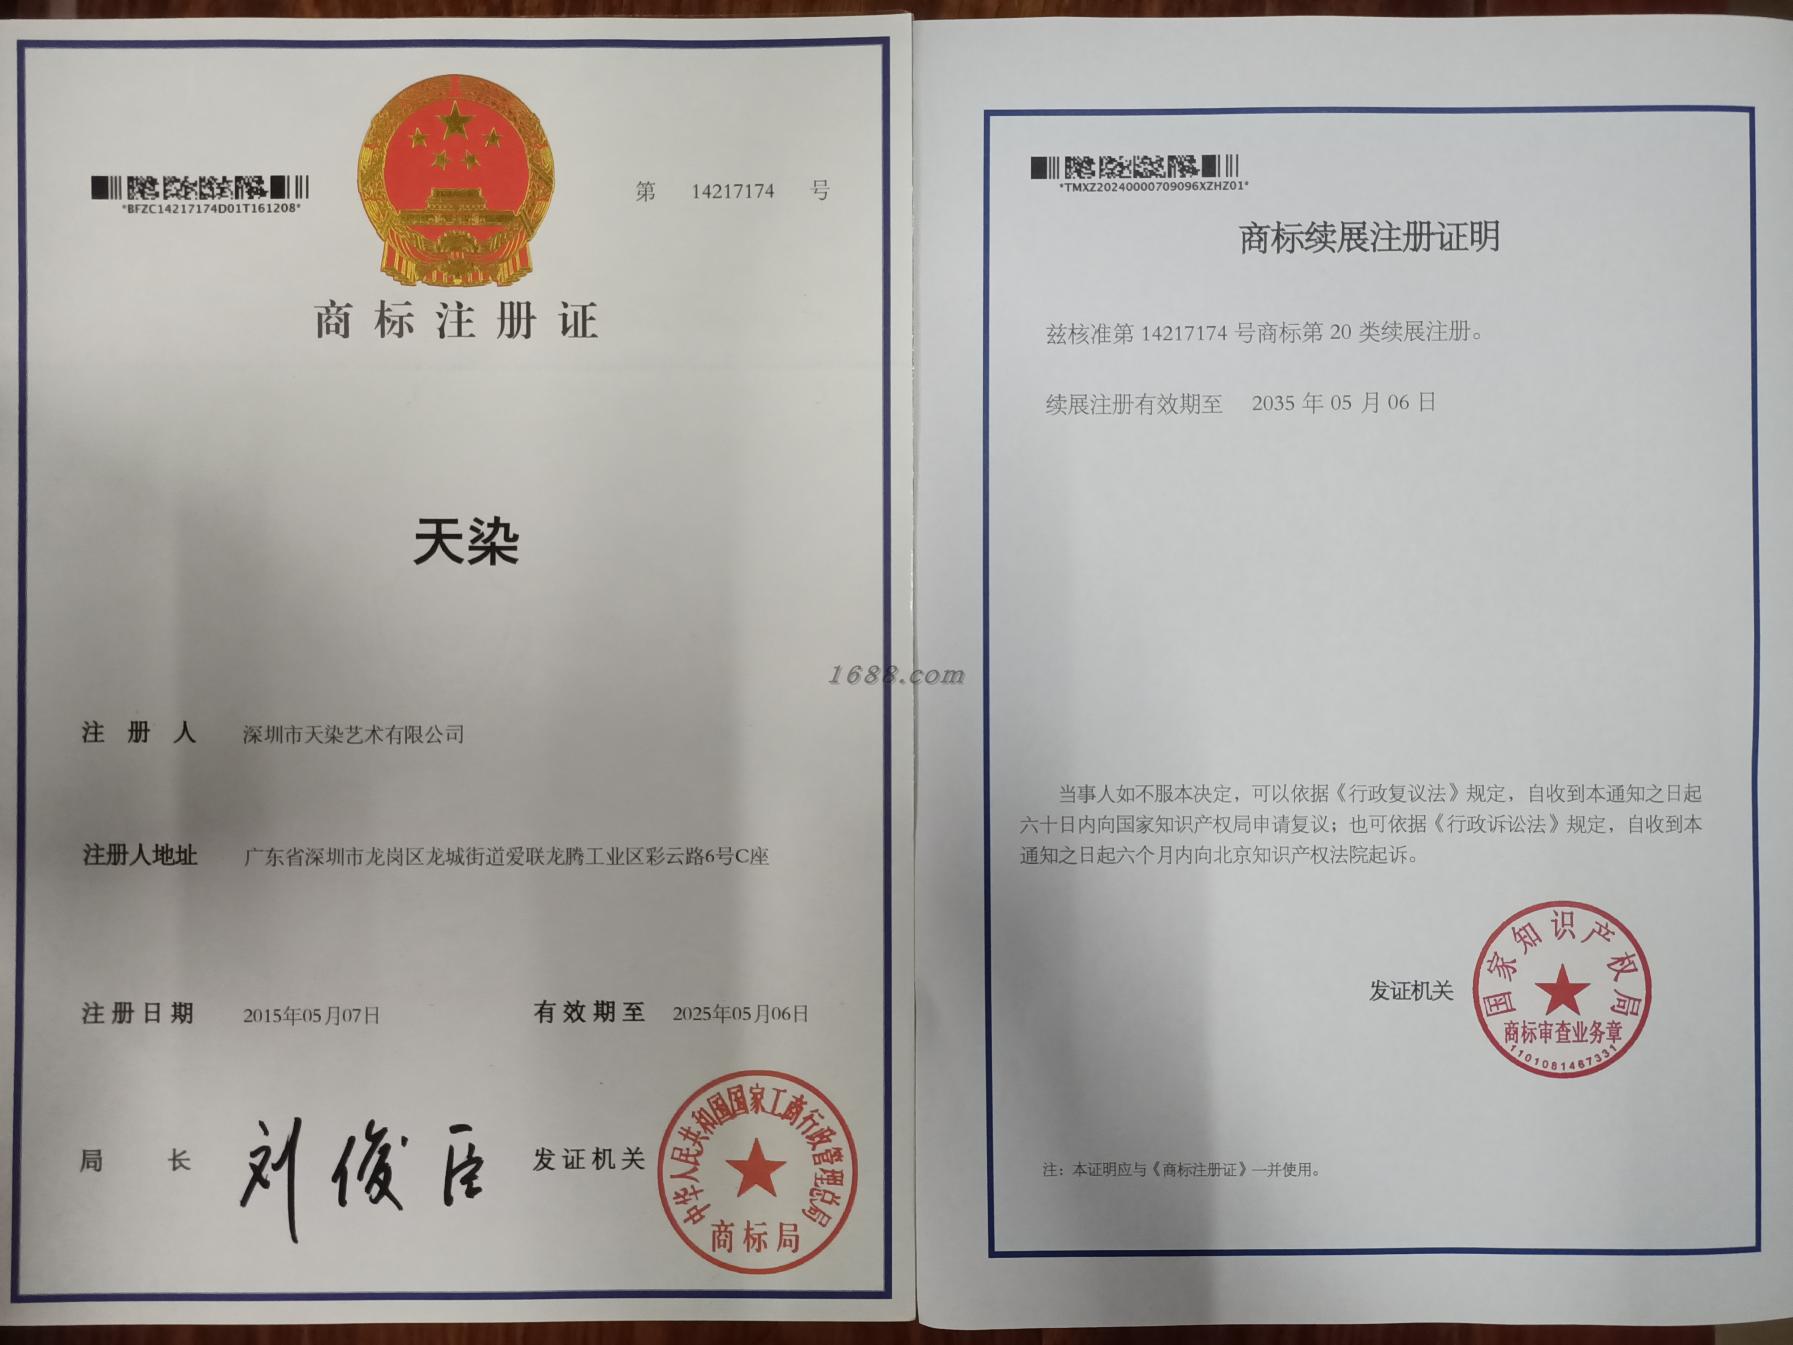 *BFZC14217174D01T161208*
第 14217174 号
商标注册证
天染
注册人 深圳市天染艺术有限公司
注册人地址 广东省深圳市龙岗区龙城街道爱联龙腾工业区彩云路6号C座
注册日期 2015年05月07日 有效期至 2025年05月06日
局长 刘俊臣 发证机关
中华人民共和国国家工商行政管理总局
商标局
1688.com
*TMXZ20240000709096XZHZ01*
商标续展注册证明
兹核准第 14217174 号商标第 20 类续展注册。
续展注册有效期至 2035 年 05 月 06 日
当事人如不服本决定，可以依据《行政复议法》规定，自收到本通知之日起
六十日内向国家知识产权局申请复议；也可依据《行政诉讼法》规定，自收到本
通知之日起六个月内向北京知识产权法院起诉。
发证机关
国家知识产权局
商标审查业务章
1101081467331
注：本证明应与《商标注册证》一并使用。